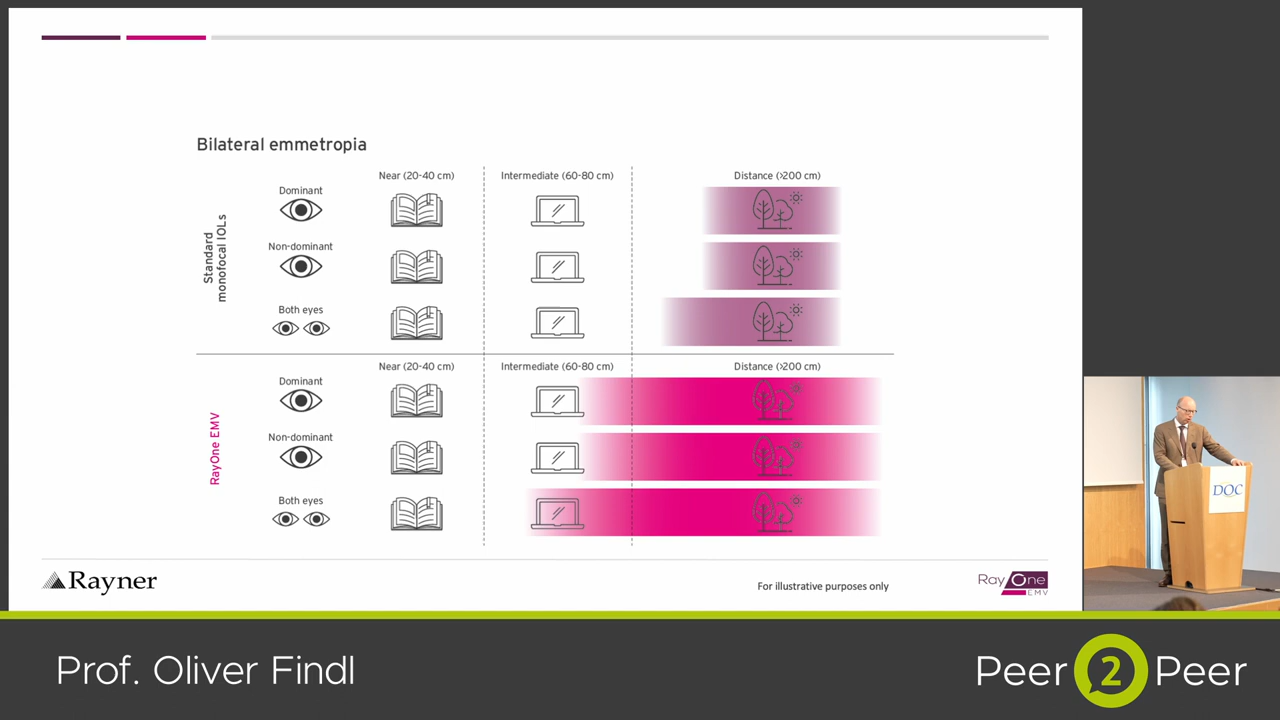 Bilateral emmetropia
Near (20-40 cm) Intermediate (60-80 cm) Distance (>200 cm)
Standard
monofocal IOLs
Dominant
Non-dominant
Both eyes
Near (20-40 cm) Intermediate (60-80 cm) Distance (>200 cm)
RayOne EMV
Dominant
Non-dominant
Both eyes
Rayner
For illustrative purposes only
RayOne
EMV
DOC
Prof. Oliver Findl
Peer 2 Peer